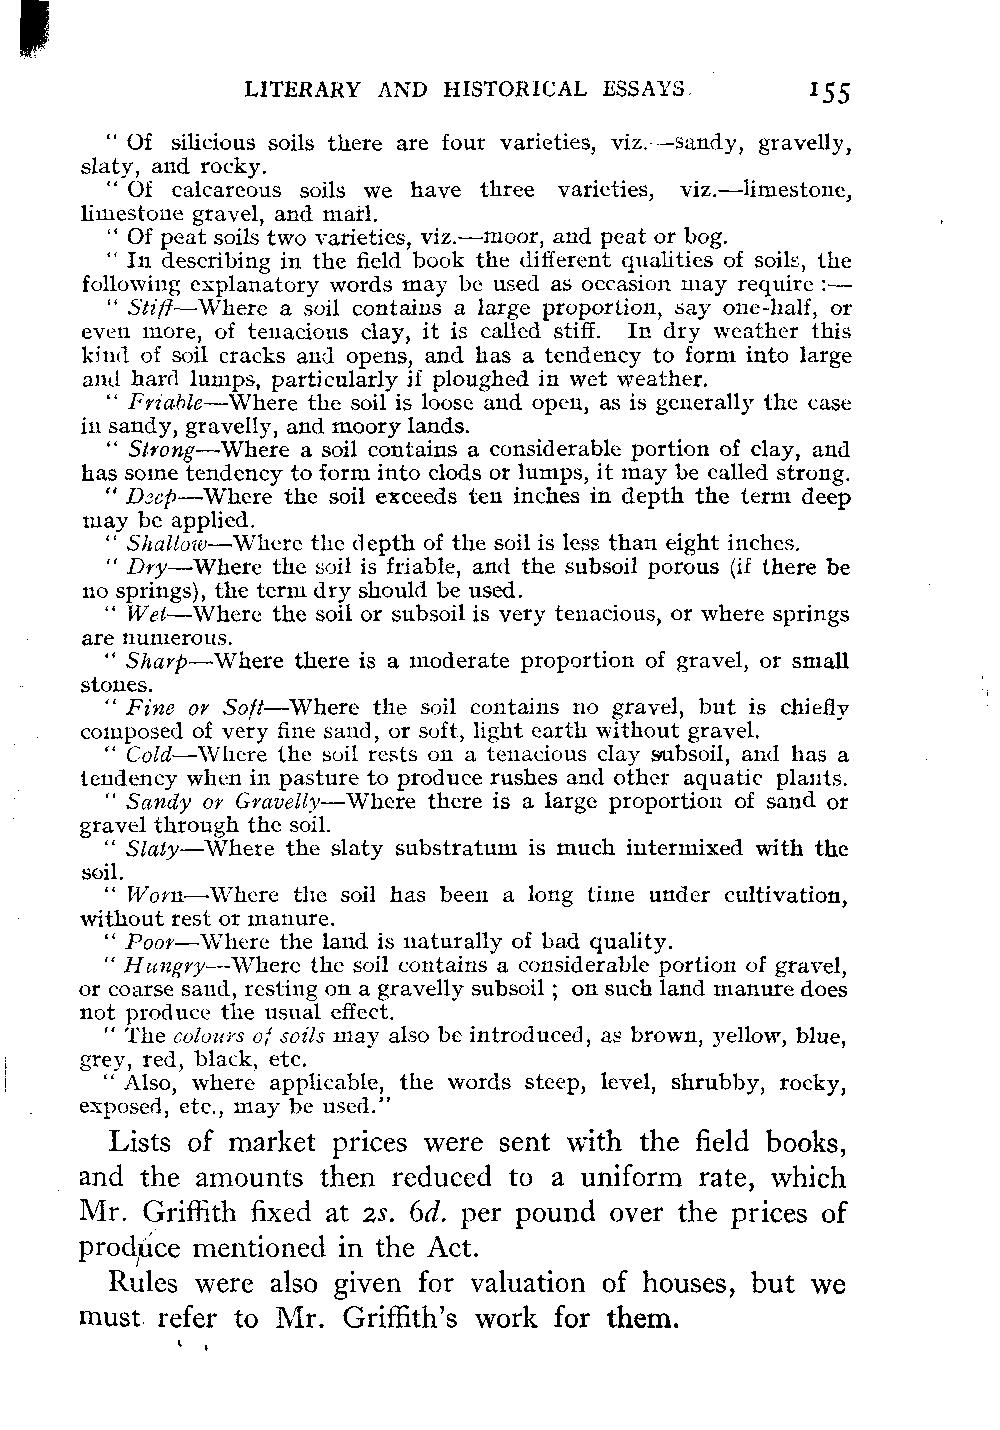 LITERARY AND HISTORICAL ESSAYS 155
“ Of silicious soils there are four varieties, viz.—sandy, gravelly,
slaty, and rocky.
“ Of calcareous soils we have three varieties, viz.—limestone,
limestone gravel, and marl.
“ Of peat soils two varieties, viz.—moor, and peat or bog.
“ In describing in the field book the different qualities of soils, the
following explanatory words may be used as occasion may require :—
“ Stiff—Where a soil contains a large proportion, say one-half, or
even more, of tenacious clay, it is called stiff. In dry weather this
kind of soil cracks and opens, and has a tendency to form into large
and hard lumps, particularly if ploughed in wet weather.
“ Friable—Where the soil is loose and open, as is generally the case
in sandy, gravelly, and moory lands.
“ Strong—Where a soil contains a considerable portion of clay, and
has some tendency to form into clods or lumps, it may be called strong.
“ Deep—Where the soil exceeds ten inches in depth the term deep
may be applied.
“ Shallow—Where the depth of the soil is less than eight inches.
“ Dry—Where the soil is friable, and the subsoil porous (if there be
no springs), the term dry should be used.
“ Wet—Where the soil or subsoil is very tenacious, or where springs
are numerous.
“ Sharp—Where there is a moderate proportion of gravel, or small
stones.
“ Fine or Soft—Where the soil contains no gravel, but is chiefly
composed of very fine sand, or soft, light earth without gravel.
“ Cold—Where the soil rests on a tenacious clay subsoil, and has a
tendency when in pasture to produce rushes and other aquatic plants.
“ Sandy or Gravelly—Where there is a large proportion of sand or
gravel through the soil.
“ Slaty—Where the slaty substratum is much intermixed with the
soil.
“ Worn—Where the soil has been a long time under cultivation,
without rest or manure.
“ Poor—Where the land is naturally of bad quality.
“ Hungry—Where the soil contains a considerable portion of gravel,
or coarse sand, resting on a gravelly subsoil ; on such land manure does
not produce the usual effect.
“ The colours of soils may also be introduced, as brown, yellow, blue,
grey, red, black, etc.
“ Also, where applicable, the words steep, level, shrubby, rocky,
exposed, etc., may be used.”
Lists of market prices were sent with the field books,
and the amounts then reduced to a uniform rate, which
Mr. Griffith fixed at 2s. 6d. per pound over the prices of
produce mentioned in the Act.
Rules were also given for valuation of houses, but we
must refer to Mr. Griffith's work for them.